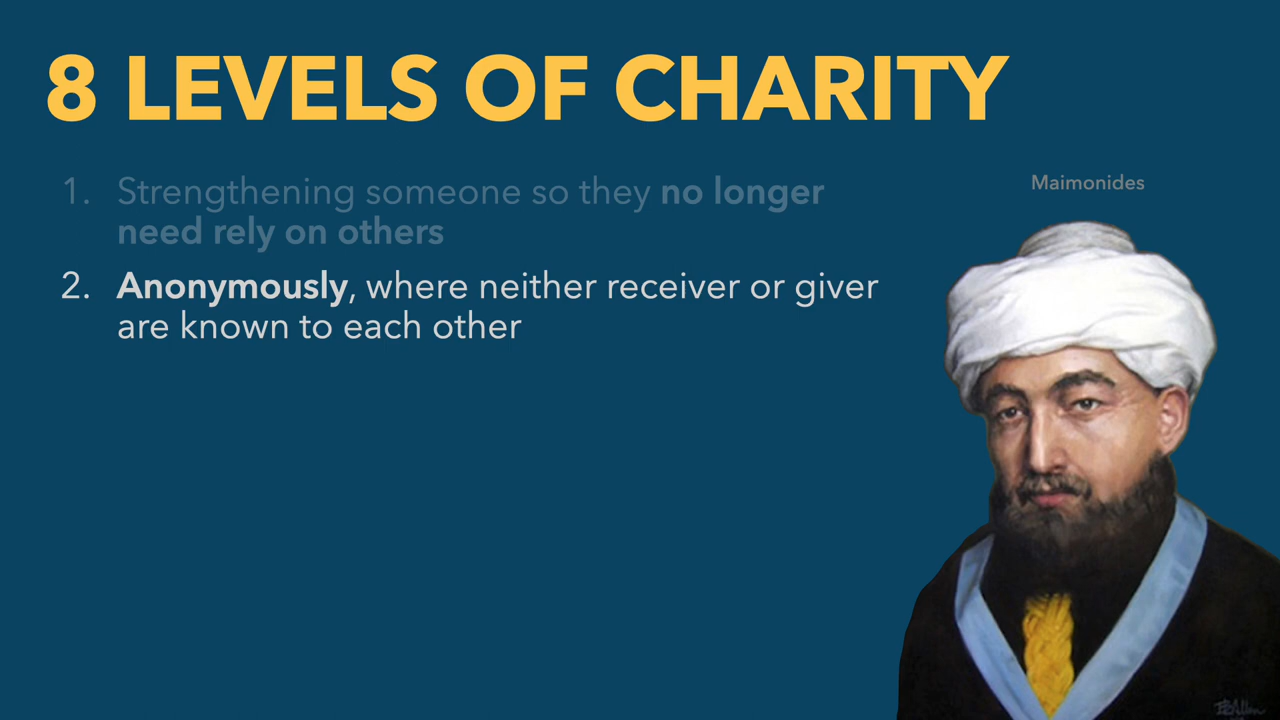 8 LEVELS OF CHARITY
1. Strengthening someone so they no longer
need rely on others
Maimonides
2. Anonymously, where neither receiver or giver
are known to each other